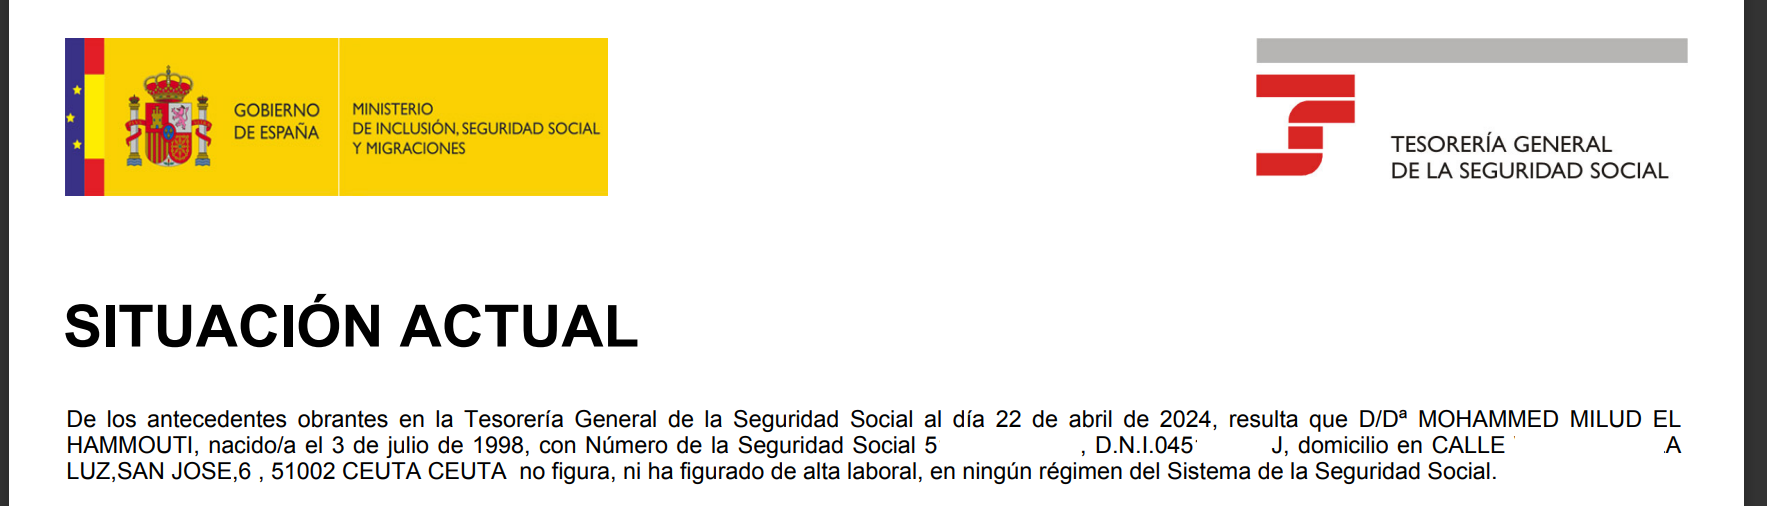 GOBIERNO
DE ESPAÑA
MINISTERIO
DE INCLUSIÓN, SEGURIDAD SOCIAL
Y MIGRACIONES
TESORERÍA GENERAL
DE LA SEGURIDAD SOCIAL
SITUACIÓN ACTUAL
De los antecedentes obrantes en la Tesorería General de la Seguridad Social al día 22 de abril de 2024, resulta que D/Dª MOHAMMED MILUD EL
HAMMOUTI, nacido/a el 3 de julio de 1998, con Número de la Seguridad Social 5 , D.N.I.045 J, domicilio en CALLE A
LUZ,SAN JOSE,6 , 51002 CEUTA CEUTA no figura, ni ha figurado de alta laboral, en ningún régimen del Sistema de la Seguridad Social.